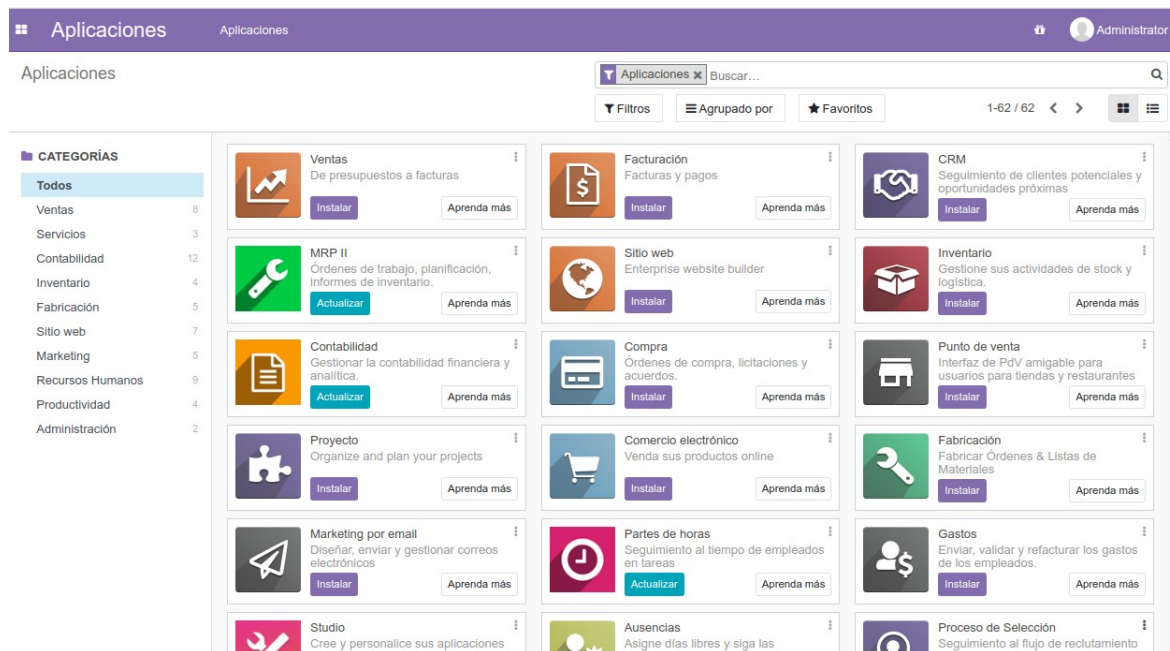 Aplicaciones
Aplicaciones
Administrator
Aplicaciones
Aplicaciones
Buscar...
Filtros
Agrupado por
Favoritos
1-62 / 62
CATEGORÍAS
Todos
Ventas 8
Servicios 3
Contabilidad 12
Inventario 4
Fabricación 5
Sitio web 7
Marketing 5
Recursos Humanos 9
Productividad 4
Administración 2
Ventas
De presupuestos a facturas
Instalar
Aprenda más
Facturación
Facturas y pagos
Instalar
Aprenda más
CRM
Seguimiento de clientes potenciales y
oportunidades próximas
Instalar
Aprenda más
MRP II
Órdenes de trabajo, planificación,
informes de inventario.
Actualizar
Aprenda más
Sitio web
Enterprise website builder
Instalar
Aprenda más
Inventario
Gestione sus actividades de stock y
logística.
Instalar
Aprenda más
Contabilidad
Gestionar la contabilidad financiera y
analítica.
Actualizar
Aprenda más
Compra
Órdenes de compra, licitaciones y
acuerdos.
Instalar
Aprenda más
Punto de venta
Interfaz de PdV amigable para
usuarios para tiendas y restaurantes
Instalar
Aprenda más
Proyecto
Organize and plan your projects
Instalar
Aprenda más
Comercio electrónico
Venda sus productos online
Instalar
Aprenda más
Fabricación
Fabricar Órdenes & Listas de
Materiales
Instalar
Aprenda más
Marketing por email
Diseñar, enviar y gestionar correos
electrónicos
Instalar
Aprenda más
Partes de horas
Seguimiento al tiempo de empleados
en tareas
Actualizar
Aprenda más
Gastos
Enviar, validar y refacturar los gastos
de los empleados.
Instalar
Aprenda más
Studio
Cree y personalice sus aplicaciones
Ausencias
Asigne días libres y siga las
Proceso de Selección
Seguimiento al flujo de reclutamiento